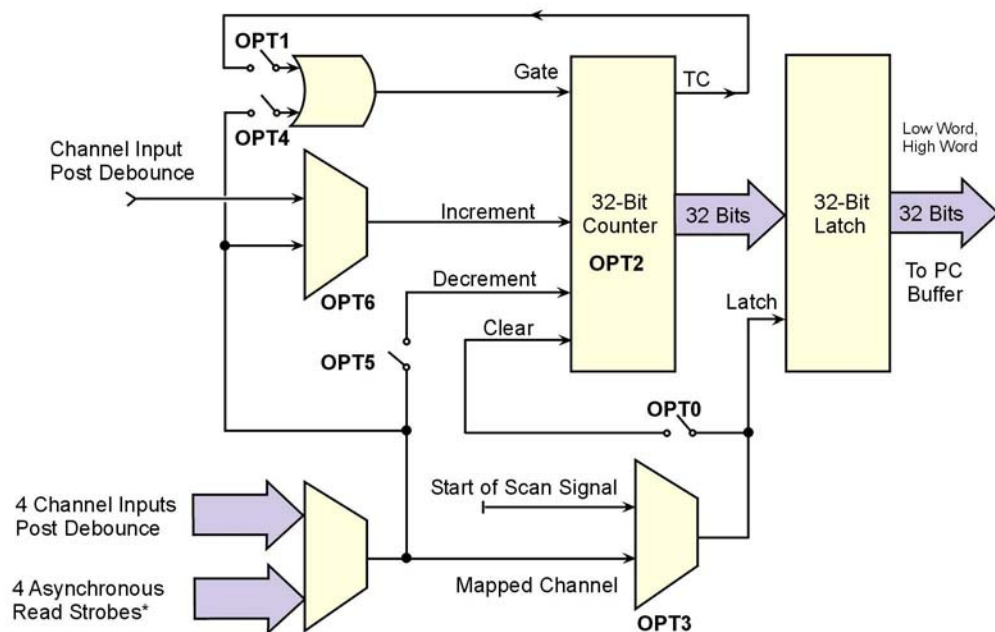 OPT1
Gate
TC
OPT4
Channel Input
Post Debounce
Low Word,
High Word
Increment
32-Bit
Counter
OPT2
32 Bits
32-Bit
Latch
32 Bits
To PC
Buffer
OPT6
Decrement
Latch
Clear
OPT5
OPT0
4 Channel Inputs
Post Debounce
Start of Scan Signal
4 Asynchronous
Read Strobes*
Mapped Channel
OPT3